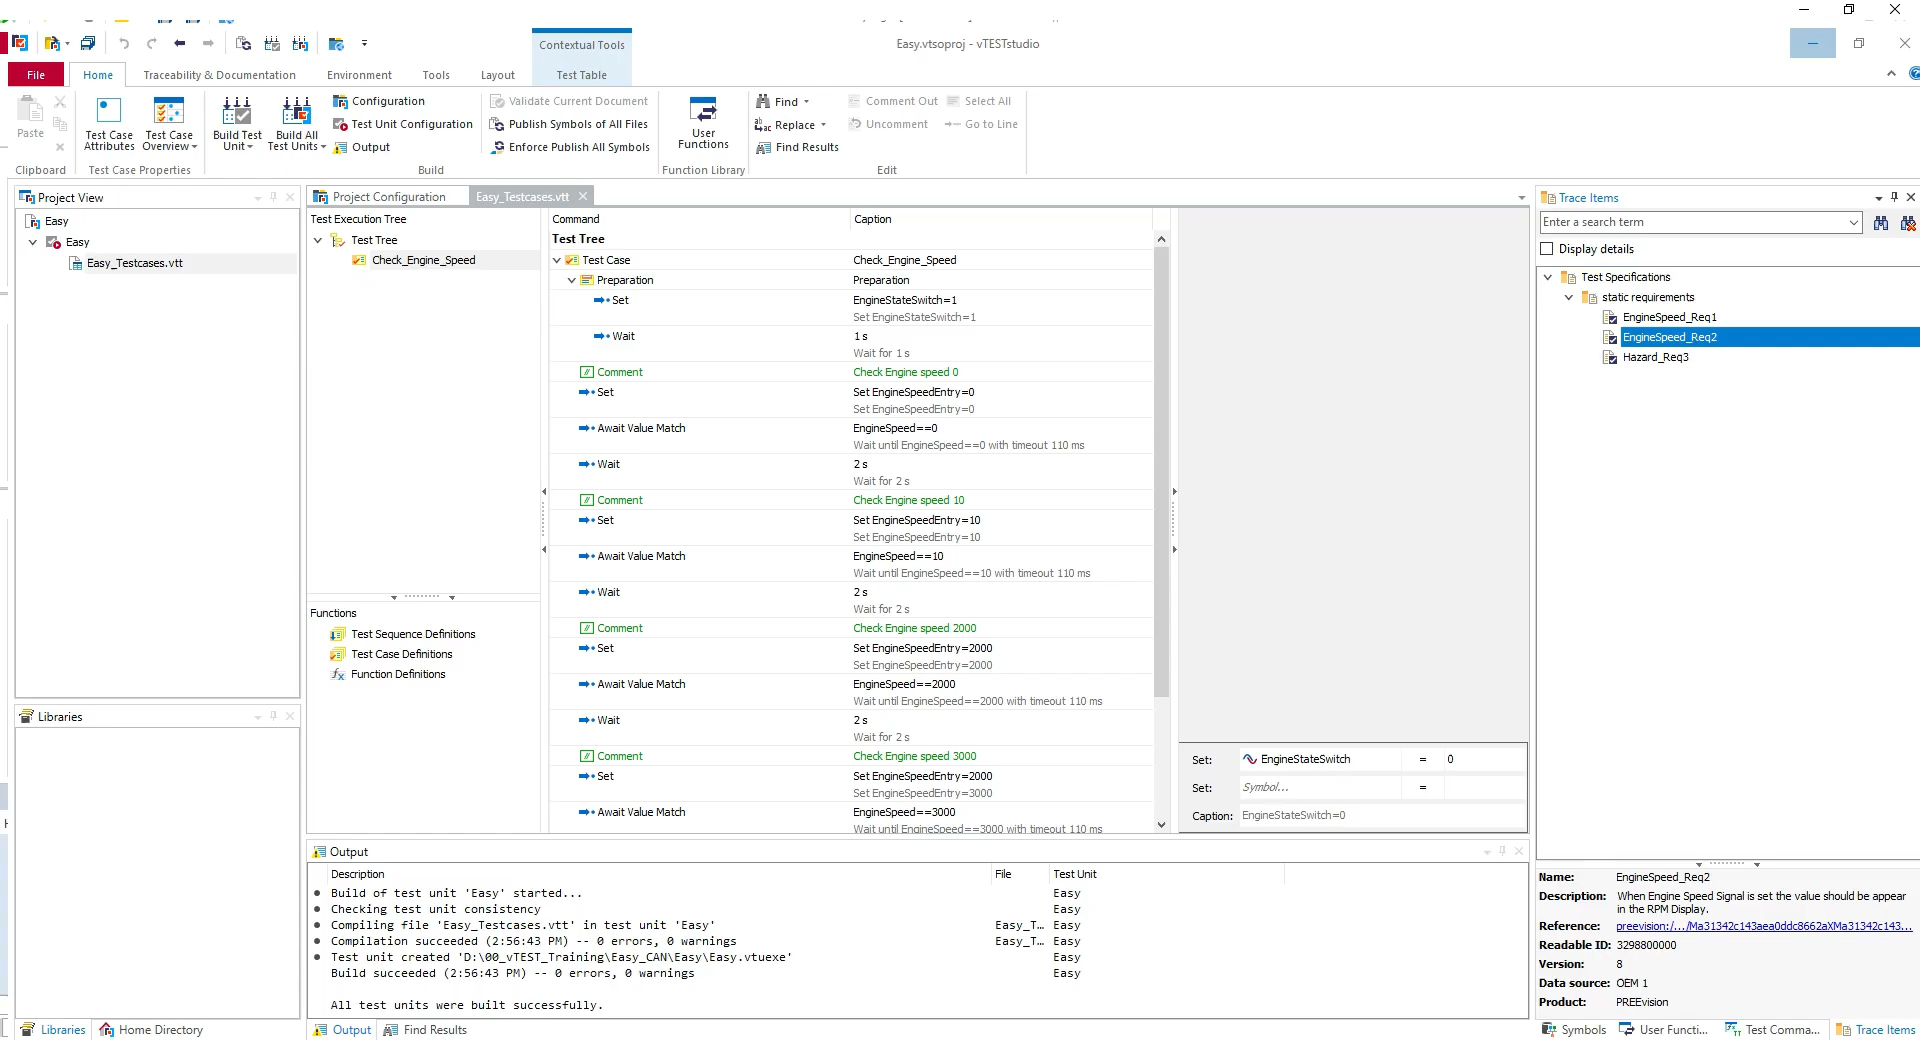 Easy.vtsoproj - vTESTstudio
Contextual Tools
File
Home
Traceability & Documentation
Environment
Tools
Layout
Test Table
Paste
Test Case Attributes
Test Case Overview
Clipboard
Test Case Properties
Build Test Unit
Build All Test Units
Configuration
Test Unit Configuration
Output
Validate Current Document
Publish Symbols of All Files
Enforce Publish All Symbols
Build
User Functions
Function Library
Find
Replace
Find Results
Comment Out
Uncomment
Select All
Go to Line
Edit
Project View
Easy
Easy
Easy_Testcases.vtt
Libraries
Libraries
Home Directory
Project Configuration
Easy_Testcases.vtt
Test Execution Tree
Test Tree
Check_Engine_Speed
Functions
Test Sequence Definitions
Test Case Definitions
Function Definitions
Command Caption
Test Tree
Test Case Check_Engine_Speed
Preparation Preparation
Set EngineStateSwitch=1
Set EngineStateSwitch=1
Wait 1 s
Wait for 1 s
Comment Check Engine speed 0
Set Set EngineSpeedEntry=0
Set EngineSpeedEntry=0
Await Value Match EngineSpeed==0
Wait until EngineSpeed==0 with timeout 110 ms
Wait 2 s
Wait for 2 s
Comment Check Engine speed 10
Set Set EngineSpeedEntry=10
Set EngineSpeedEntry=10
Await Value Match EngineSpeed==10
Wait until EngineSpeed==10 with timeout 110 ms
Wait 2 s
Wait for 2 s
Comment Check Engine speed 2000
Set Set EngineSpeedEntry=2000
Set EngineSpeedEntry=2000
Await Value Match EngineSpeed==2000
Wait until EngineSpeed==2000 with timeout 110 ms
Wait 2 s
Wait for 2 s
Comment Check Engine speed 3000
Set Set EngineSpeedEntry=2000
Set EngineSpeedEntry=3000
Await Value Match EngineSpeed==3000
Wait until EngineSpeed==3000 with timeout 110 ms
Set: EngineStateSwitch = 0
Set: Symbol... =
Caption: EngineStateSwitch=0
Output
Description File Test Unit
Build of test unit 'Easy' started... Easy
Checking test unit consistency Easy
Compiling file 'Easy_Testcases.vtt' in test unit 'Easy' Easy_T... Easy
Compilation succeeded (2:56:43 PM) -- 0 errors, 0 warnings Easy_T... Easy
Test unit created 'D:\00_vTEST_Training\Easy_CAN\Easy\Easy.vtuexe' Easy
Build succeeded (2:56:43 PM) -- 0 errors, 0 warnings Easy
All test units were built successfully.
Output
Find Results
Trace Items
Enter a search term
Display details
Test Specifications
static requirements
EngineSpeed_Req1
EngineSpeed_Req2
Hazard_Req3
Name: EngineSpeed_Req2
Description: When Engine Speed Signal is set the value should be appear
in the RPM Display.
Reference: preevision:/.../Ma31342c143aea0ddc8662aXMa31342c143...
Readable ID: 3298800000
Version: 8
Data source: OEM 1
Product: PREEvision
Symbols
User Functi...
Test Comma...
Trace Items